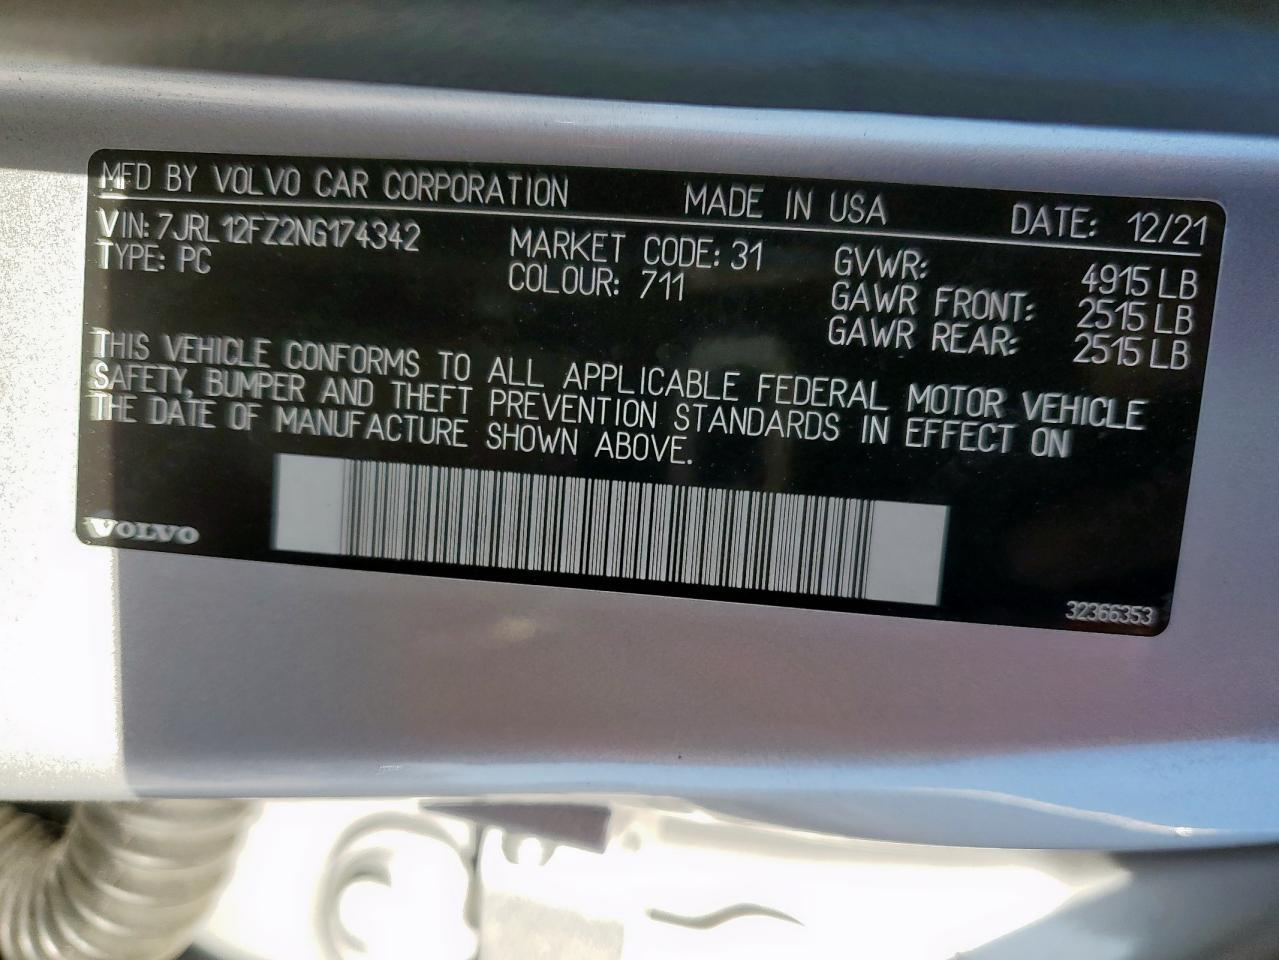 MFD BY VOLVO CAR CORPORATION MADE IN USA DATE: 12/21
VIN: 7JRL12FZ2NG174342 MARKET CODE: 31 GVWR: 4915 LB
TYPE: PC COLOUR: 711 GAWR FRONT: 2515 LB
GAWR REAR: 2515 LB
THIS VEHICLE CONFORMS TO ALL APPLICABLE FEDERAL MOTOR VEHICLE
SAFETY, BUMPER AND THEFT PREVENTION STANDARDS IN EFFECT ON
THE DATE OF MANUFACTURE SHOWN ABOVE.
VOLVO
32366353